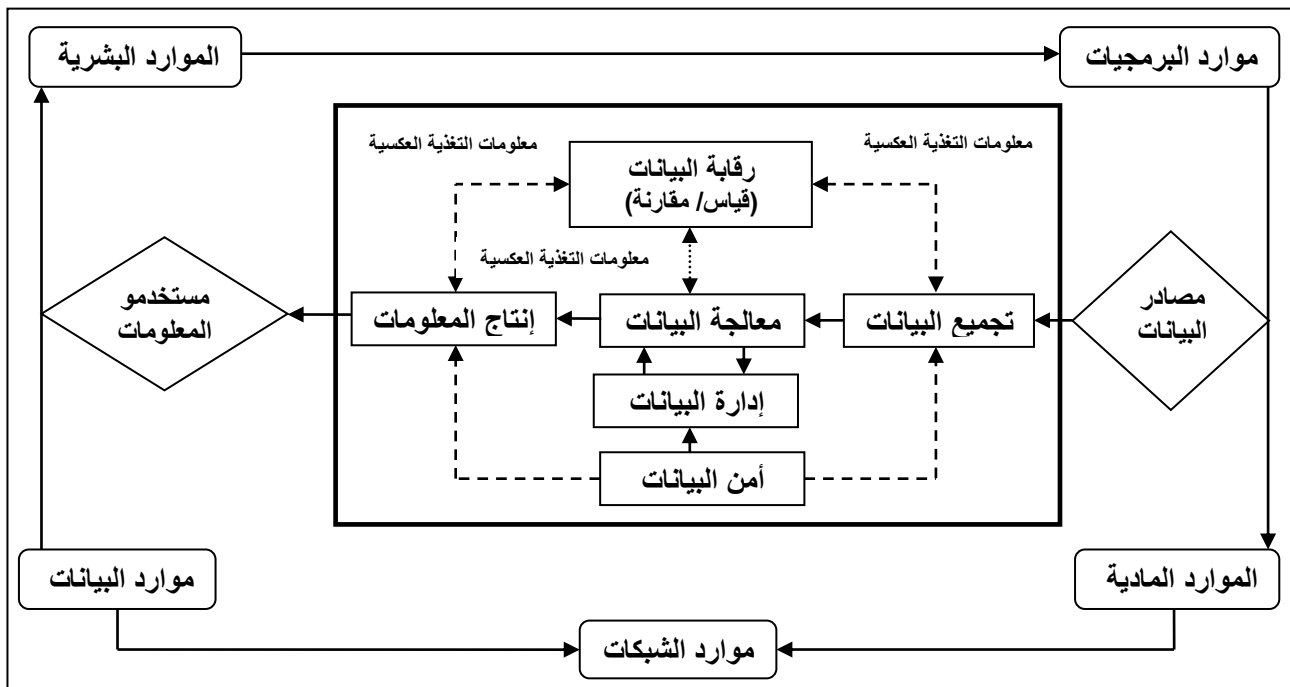 موارد البرمجيات
الموارد البشرية
معلومات التغذية العكسية
معلومات التغذية العكسية
رقابة البيانات
(قياس/ مقارنة)
معلومات التغذية العكسية
مصادر
البيانات
تجميع البيانات
معالجة البيانات
إنتاج المعلومات
مستخدمو
المعلومات
إدارة البيانات
أمن البيانات
الموارد المادية
موارد البيانات
موارد الشبكات